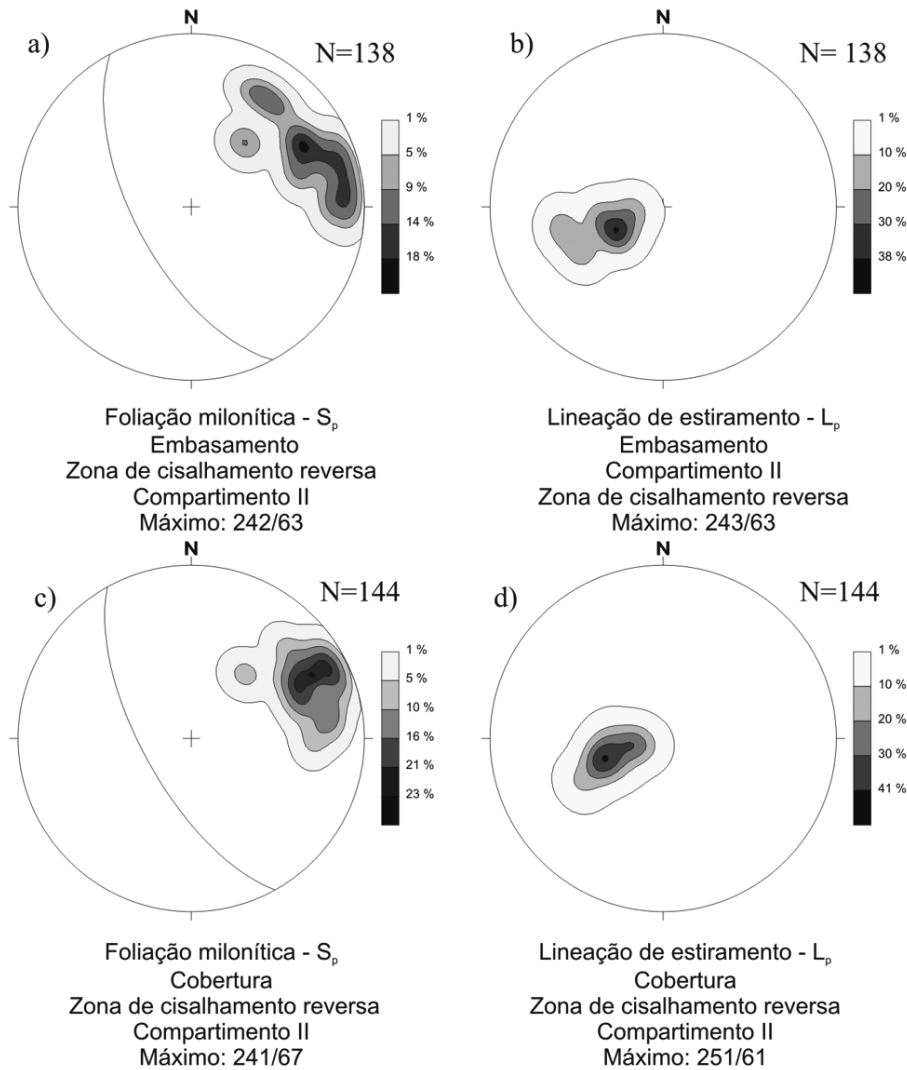 N
a)
N=138
1 %
5 %
9 %
14 %
18 %
Foliação milonítica - Sₚ
Embasamento
Zona de cisalhamento reversa
Compartimento II
Máximo: 242/63
N
b)
N= 138
1 %
10 %
20 %
30 %
38 %
Lineação de estiramento - Lₚ
Embasamento
Compartimento II
Zona de cisalhamento reversa
Máximo: 243/63
N
c)
N=144
1 %
5 %
10 %
16 %
21 %
23 %
Foliação milonítica - Sₚ
Cobertura
Zona de cisalhamento reversa
Compartimento II
Máximo: 241/67
N
d)
N=144
1 %
10 %
20 %
30 %
41 %
Lineação de estiramento - Lₚ
Cobertura
Zona de cisalhamento reversa
Compartimento II
Máximo: 251/61